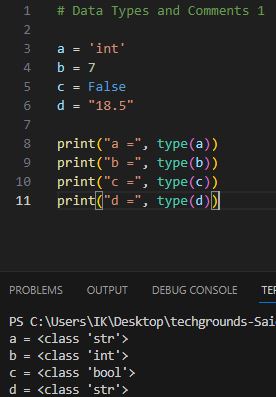 1 # Data Types and Comments 1
2
3 a = 'int'
4 b = 7
5 c = False
6 d = "18.5"
7
8 print("a =", type(a))
9 print("b =", type(b))
10 print("c =", type(c))
11 print("d =", type(d))
PROBLEMS OUTPUT DEBUG CONSOLE TE
PS C:\Users\IK\Desktop\techgrounds-Sai
a = <class 'str'>
b = <class 'int'>
c = <class 'bool'>
d = <class 'str'>